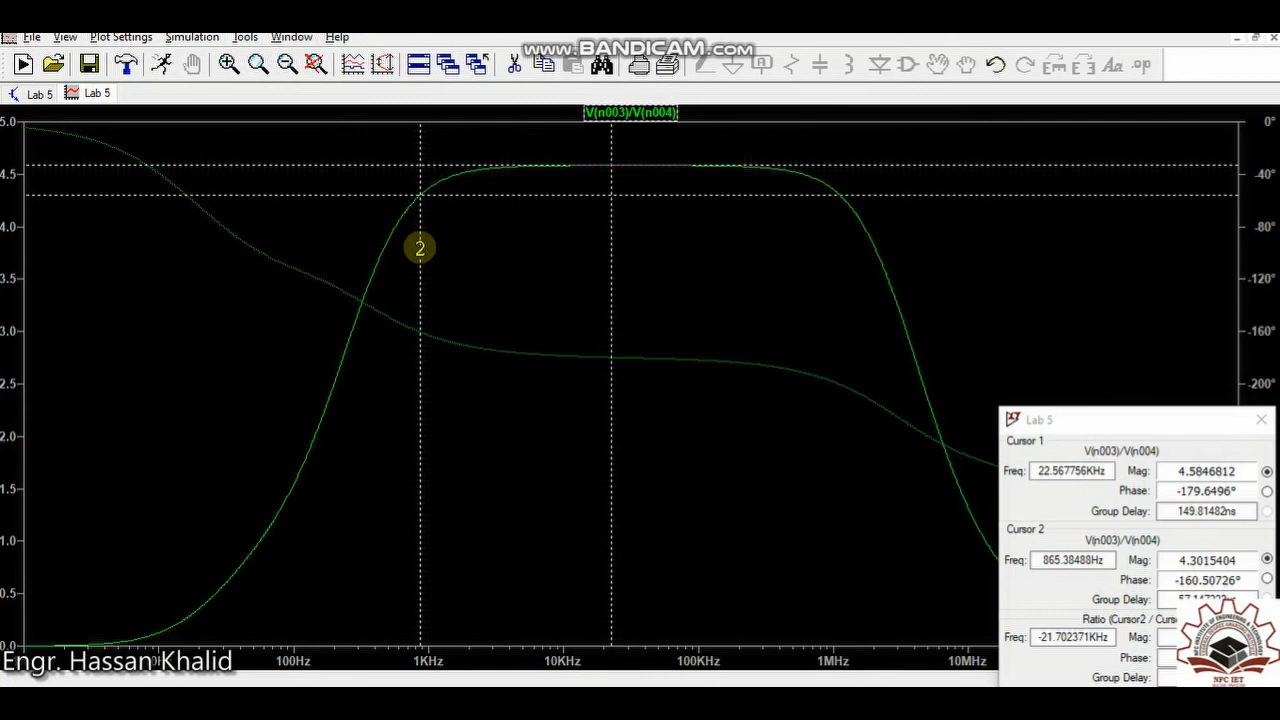 File View Plot Settings Simulation Tools Window Help
www.BANDICAM.com
Aa .op
Lab 5 Lab 5
V(n003)/V(n004)
5.0 0°
4.5 -40°
4.0 -80°
3.5 -120°
3.0 -160°
2.5 -200°
2.0
1.5
1.0
0.5
0.0
2
100Hz 1KHz 10KHz 100KHz 1MHz 10MHz
Engr. Hassan Khalid
Lab 5
Cursor 1
V(n003)/V(n004)
Freq: 22.567756KHz Mag: 4.5846812
Phase: -179.6496°
Group Delay: 149.81482ns
Cursor 2
V(n003)/V(n004)
Freq: 865.38488Hz Mag: 4.3015404
Phase: -160.50726°
Group Delay:
Ratio (Cursor2 / Curs
Freq: -21.702371KHz Mag:
Phase:
Group Delay:
NFC IET